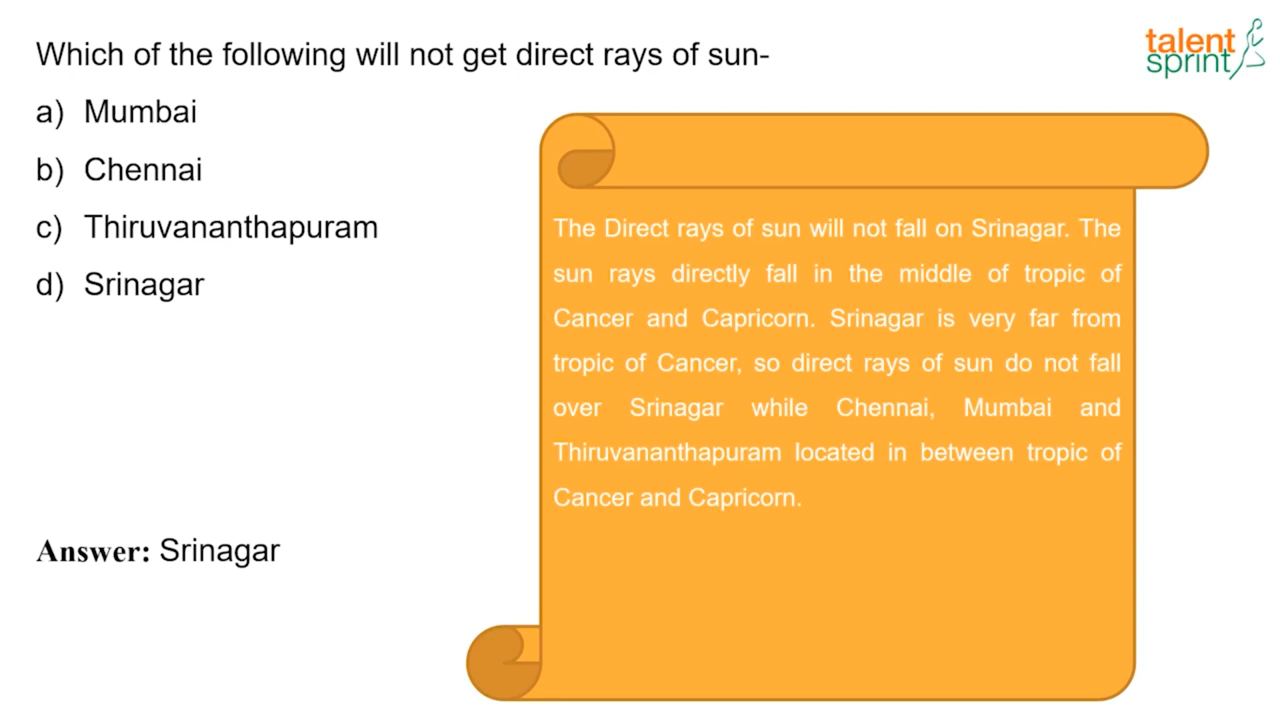 Which of the following will not get direct rays of sun-
talent
sprint
a) Mumbai
b) Chennai
c) Thiruvananthapuram
d) Srinagar
The Direct rays of sun will not fall on Srinagar. The
sun rays directly fall in the middle of tropic of
Cancer and Capricorn. Srinagar is very far from
tropic of Cancer, so direct rays of sun do not fall
over Srinagar while Chennai, Mumbai and
Thiruvananthapuram located in between tropic of
Cancer and Capricorn.
Answer: Srinagar